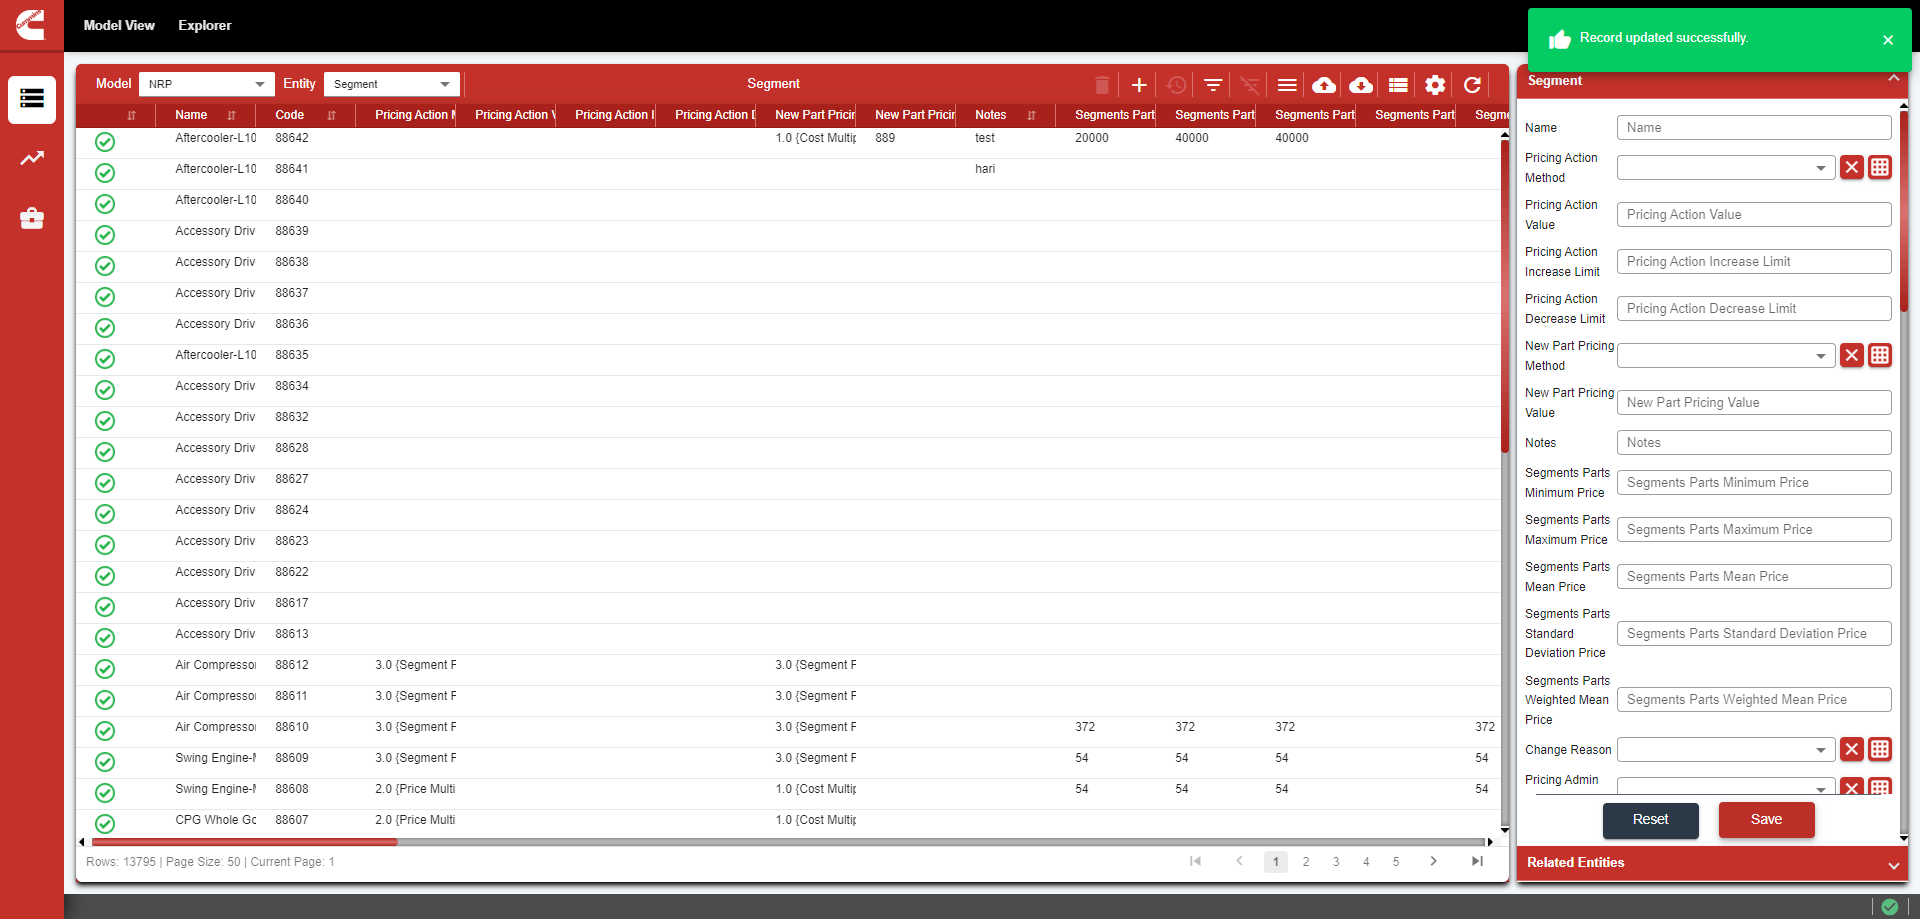 Cummins
Model View Explorer
Record updated successfully.
Model NRP Entity Segment Segment
Name Code Pricing Action M Pricing Action V Pricing Action I Pricing Action D New Part Pricin New Part Pricin Notes Segments Part Segments Part Segments Part Segments Part Segme
Aftercooler-L10 88642 1.0 {Cost Multip 889 test 20000 40000 40000
Aftercooler-L10 88641 hari
Aftercooler-L10 88640
Accessory Driv 88639
Accessory Driv 88638
Accessory Driv 88637
Accessory Driv 88636
Aftercooler-L10 88635
Accessory Driv 88634
Accessory Driv 88632
Accessory Driv 88628
Accessory Driv 88627
Accessory Driv 88624
Accessory Driv 88623
Accessory Driv 88622
Accessory Driv 88617
Accessory Driv 88613
Air Compressor 88612 3.0 {Segment P 3.0 {Segment P
Air Compressor 88611 3.0 {Segment P 3.0 {Segment P
Air Compressor 88610 3.0 {Segment P 3.0 {Segment P 372 372 372 372
Swing Engine-M 88609 3.0 {Segment P 3.0 {Segment P 54 54 54 54
Swing Engine-M 88608 2.0 {Price Multi 1.0 {Cost Multip 54 54 54 54
CPG Whole Go 88607 2.0 {Price Multi 1.0 {Cost Multip
Rows: 13795 | Page Size: 50 | Current Page: 1
1 2 3 4 5
Segment
Name Name
Pricing Action
Method
Pricing Action
Value
Pricing Action Value
Pricing Action
Increase Limit
Pricing Action Increase Limit
Pricing Action
Decrease Limit
Pricing Action Decrease Limit
New Part Pricing
Method
New Part Pricing
Value
New Part Pricing Value
Notes Notes
Segments Parts
Minimum Price
Segments Parts Minimum Price
Segments Parts
Maximum Price
Segments Parts Maximum Price
Segments Parts
Mean Price
Segments Parts Mean Price
Segments Parts
Standard
Deviation Price
Segments Parts Standard Deviation Price
Segments Parts
Weighted Mean
Price
Segments Parts Weighted Mean Price
Change Reason
Pricing Admin
Reset Save
Related Entities